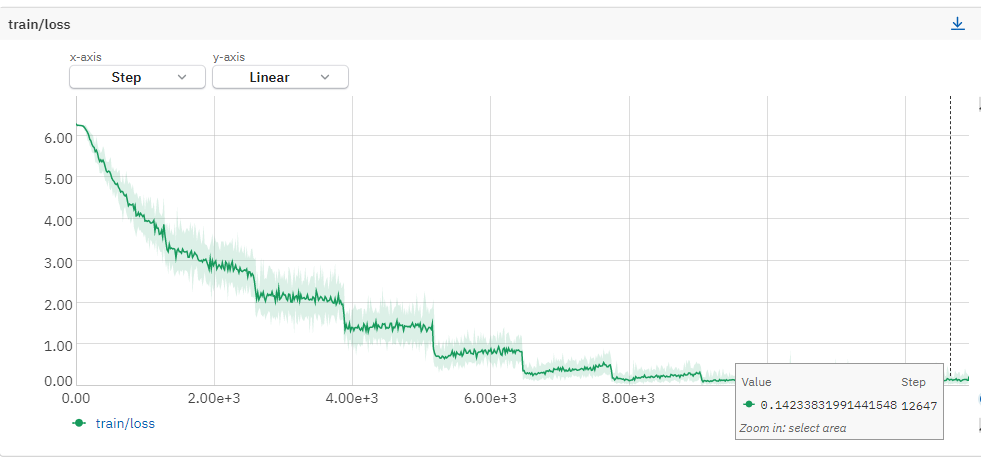 train/loss
x-axis
y-axis
Step
Linear
6.00
5.00
4.00
3.00
2.00
1.00
0.00
0.00
2.00e+3
4.00e+3
6.00e+3
8.00e+3
Value
Step
0.14233831991441548
12647
Zoom in: select area
train/loss